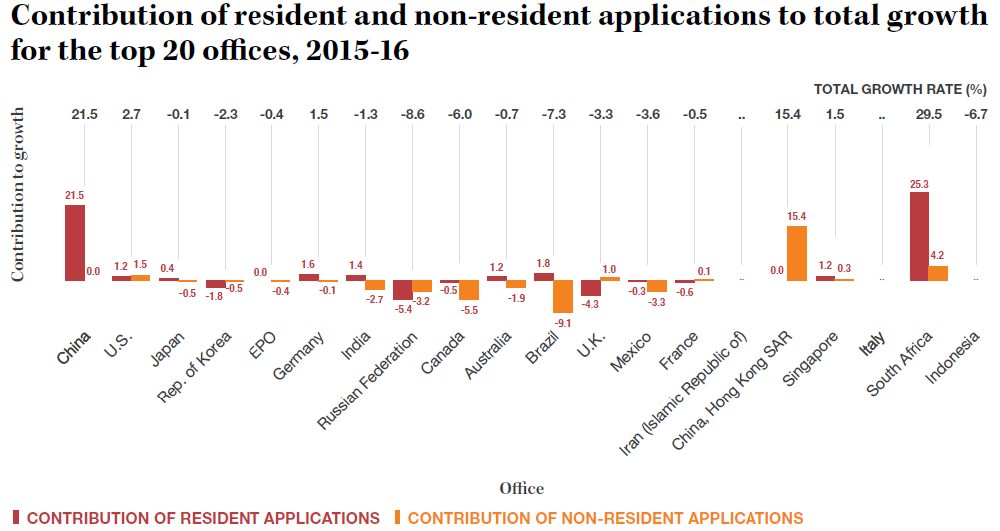 Contribution of resident and non-resident applications to total growth
for the top 20 offices, 2015-16
TOTAL GROWTH RATE (%)
21.5 2.7 -0.1 -2.3 -0.4 1.5 -1.3 -8.6 -6.0 -0.7 -7.3 -3.3 -3.6 -0.5 .. 15.4 1.5 .. 29.5 -6.7
Contribution to growth
21.5 0.0 1.2 1.5 0.4 -0.5 -1.8 -0.5 0.0 -0.4 1.6 -0.1 1.4 -2.7 -5.4 -3.2 -0.5 -5.5 1.2 -1.9 1.8 -9.1 -4.3 1.0 -0.3 -3.3 -0.6 0.1 .. 0.0 15.4 1.2 0.3 .. 25.3 4.2 ..
China
U.S.
Japan
Rep. of Korea
EPO
Germany
India
Russian Federation
Canada
Australia
Brazil
U.K.
Mexico
France
Iran (Islamic Republic of)
China, Hong Kong SAR
Singapore
Italy
South Africa
Indonesia
Office
CONTRIBUTION OF RESIDENT APPLICATIONS CONTRIBUTION OF NON-RESIDENT APPLICATIONS